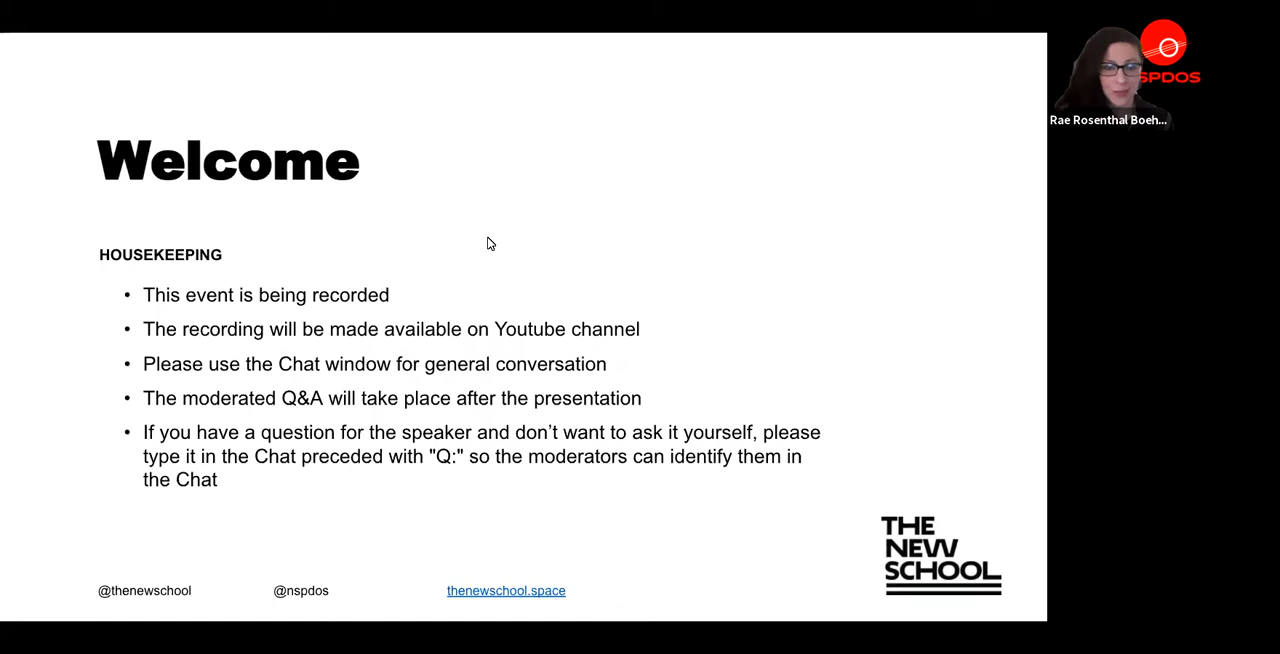 Welcome
HOUSEKEEPING
• This event is being recorded
• The recording will be made available on Youtube channel
• Please use the Chat window for general conversation
• The moderated Q&A will take place after the presentation
• If you have a question for the speaker and don’t want to ask it yourself, please
type it in the Chat preceded with "Q:" so the moderators can identify them in
the Chat
THE
NEW
SCHOOL
@thenewschool
@nspdos
thenewschool.space
SPDOS
Rae Rosenthal Boeh...